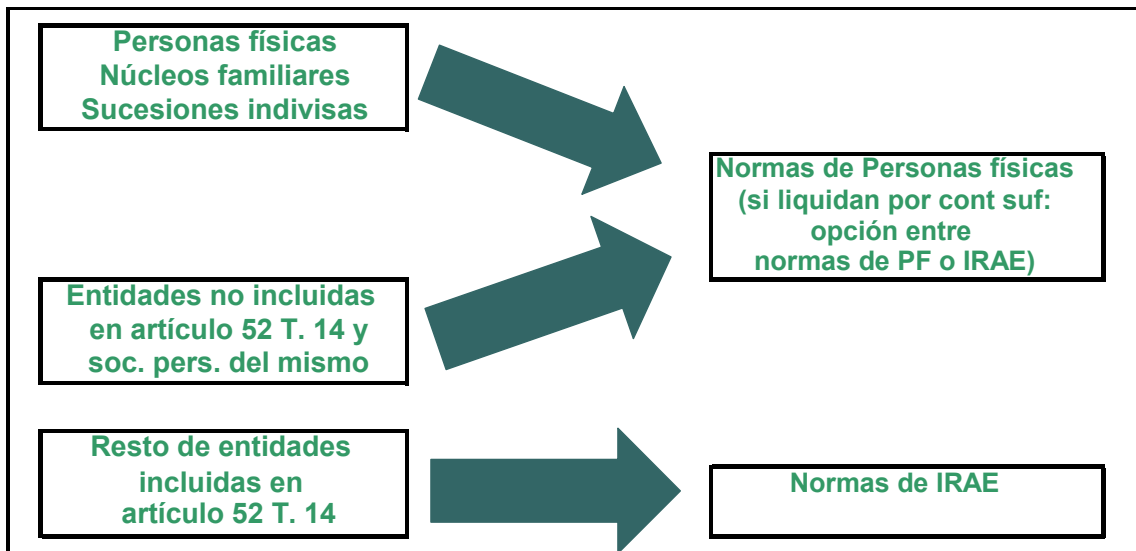 Personas físicas
Núcleos familiares
Sucesiones indivisas
Normas de Personas físicas
(si liquidan por cont suf:
opción entre
normas de PF o IRAE)
Entidades no incluidas
en artículo 52 T. 14 y
soc. pers. del mismo
Resto de entidades
incluidas en
artículo 52 T. 14
Normas de IRAE